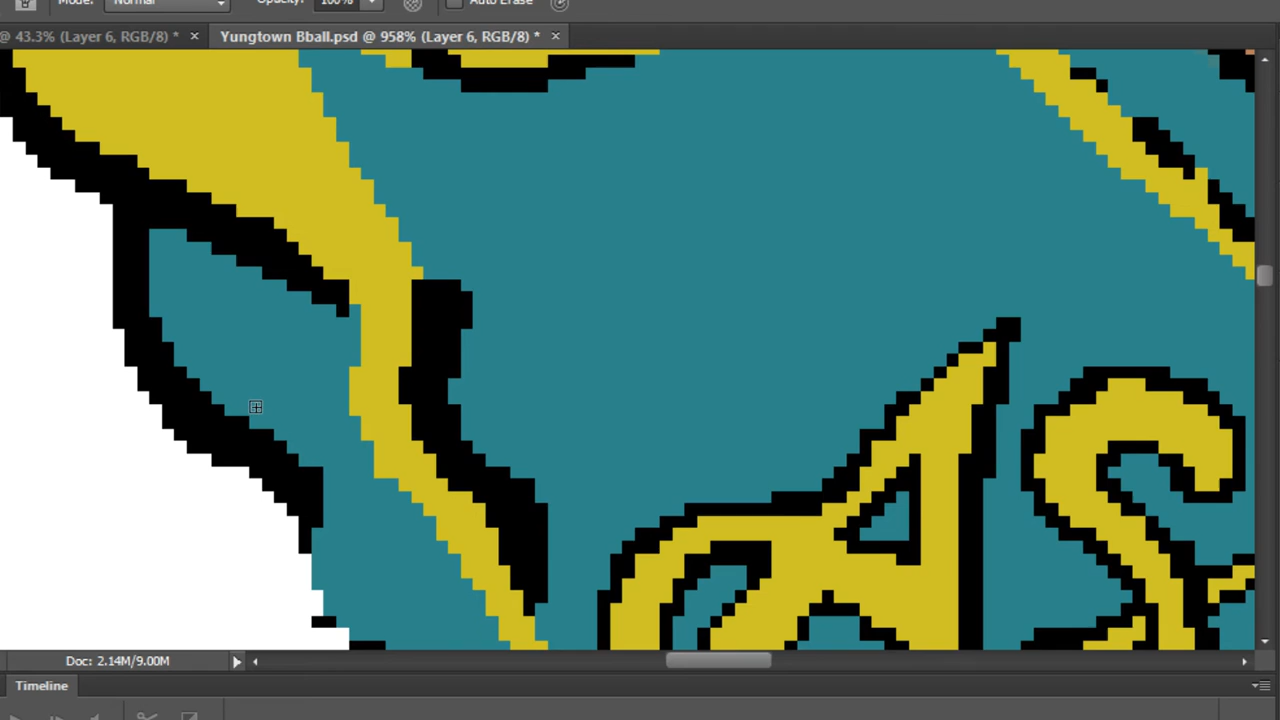 Mode: Normal Opacity: 100% Auto Erase
@ 43.3% (Layer 6, RGB/8) * × Yungtown Bball.psd @ 958% (Layer 6, RGB/8) * ×
As
Doc: 2.14M/9.00M
Timeline